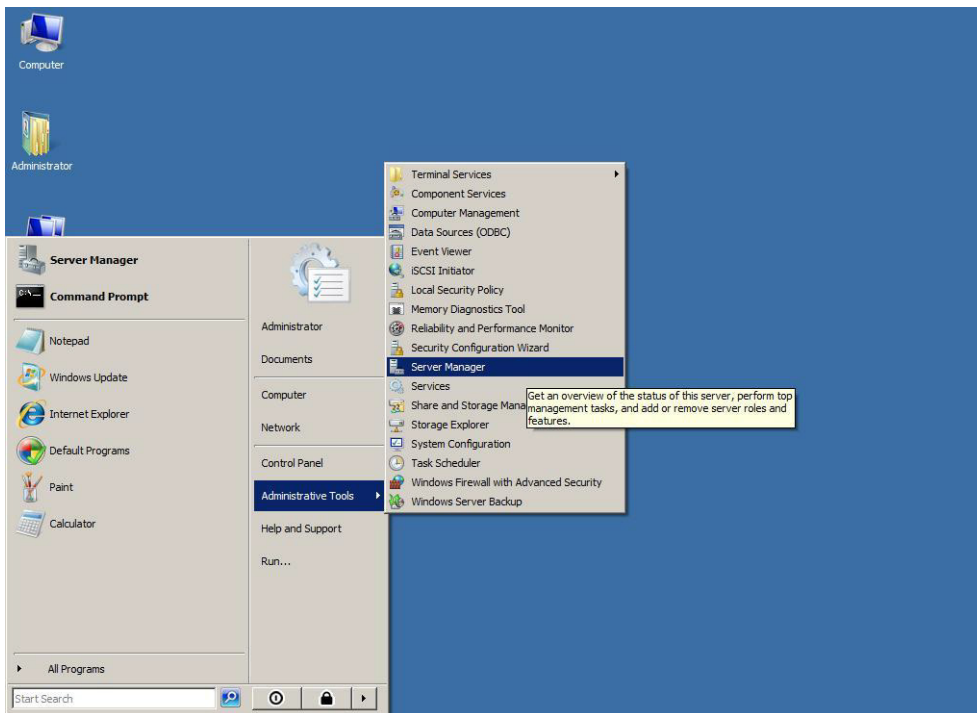 Computer
Administrator
Server Manager
Command Prompt
Notepad
Windows Update
Internet Explorer
Default Programs
Paint
Calculator
All Programs
Start Search
Administrator
Documents
Computer
Network
Control Panel
Administrative Tools
Help and Support
Run...
Terminal Services
Component Services
Computer Management
Data Sources (ODBC)
Event Viewer
iSCSI Initiator
Local Security Policy
Memory Diagnostics Tool
Reliability and Performance Monitor
Security Configuration Wizard
Server Manager
Services
Share and Storage Mana
Storage Explorer
System Configuration
Task Scheduler
Windows Firewall with Advanced Security
Windows Server Backup
Get an overview of the status of this server, perform top
management tasks, and add or remove server roles and
features.